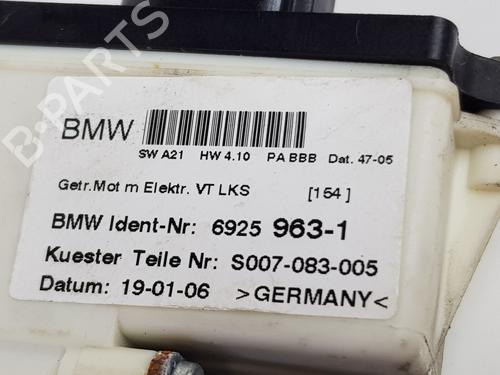 BMW
SW A21 HW 4.10 PA BBB Dat. 47-05
Getr.Mot m Elektr. VT LKS [154]
BMW Ident-Nr: 6925 963-1
Kuester Teile Nr: S007-083-005
Datum: 19-01-06 >GERMANY<
B-PARTS